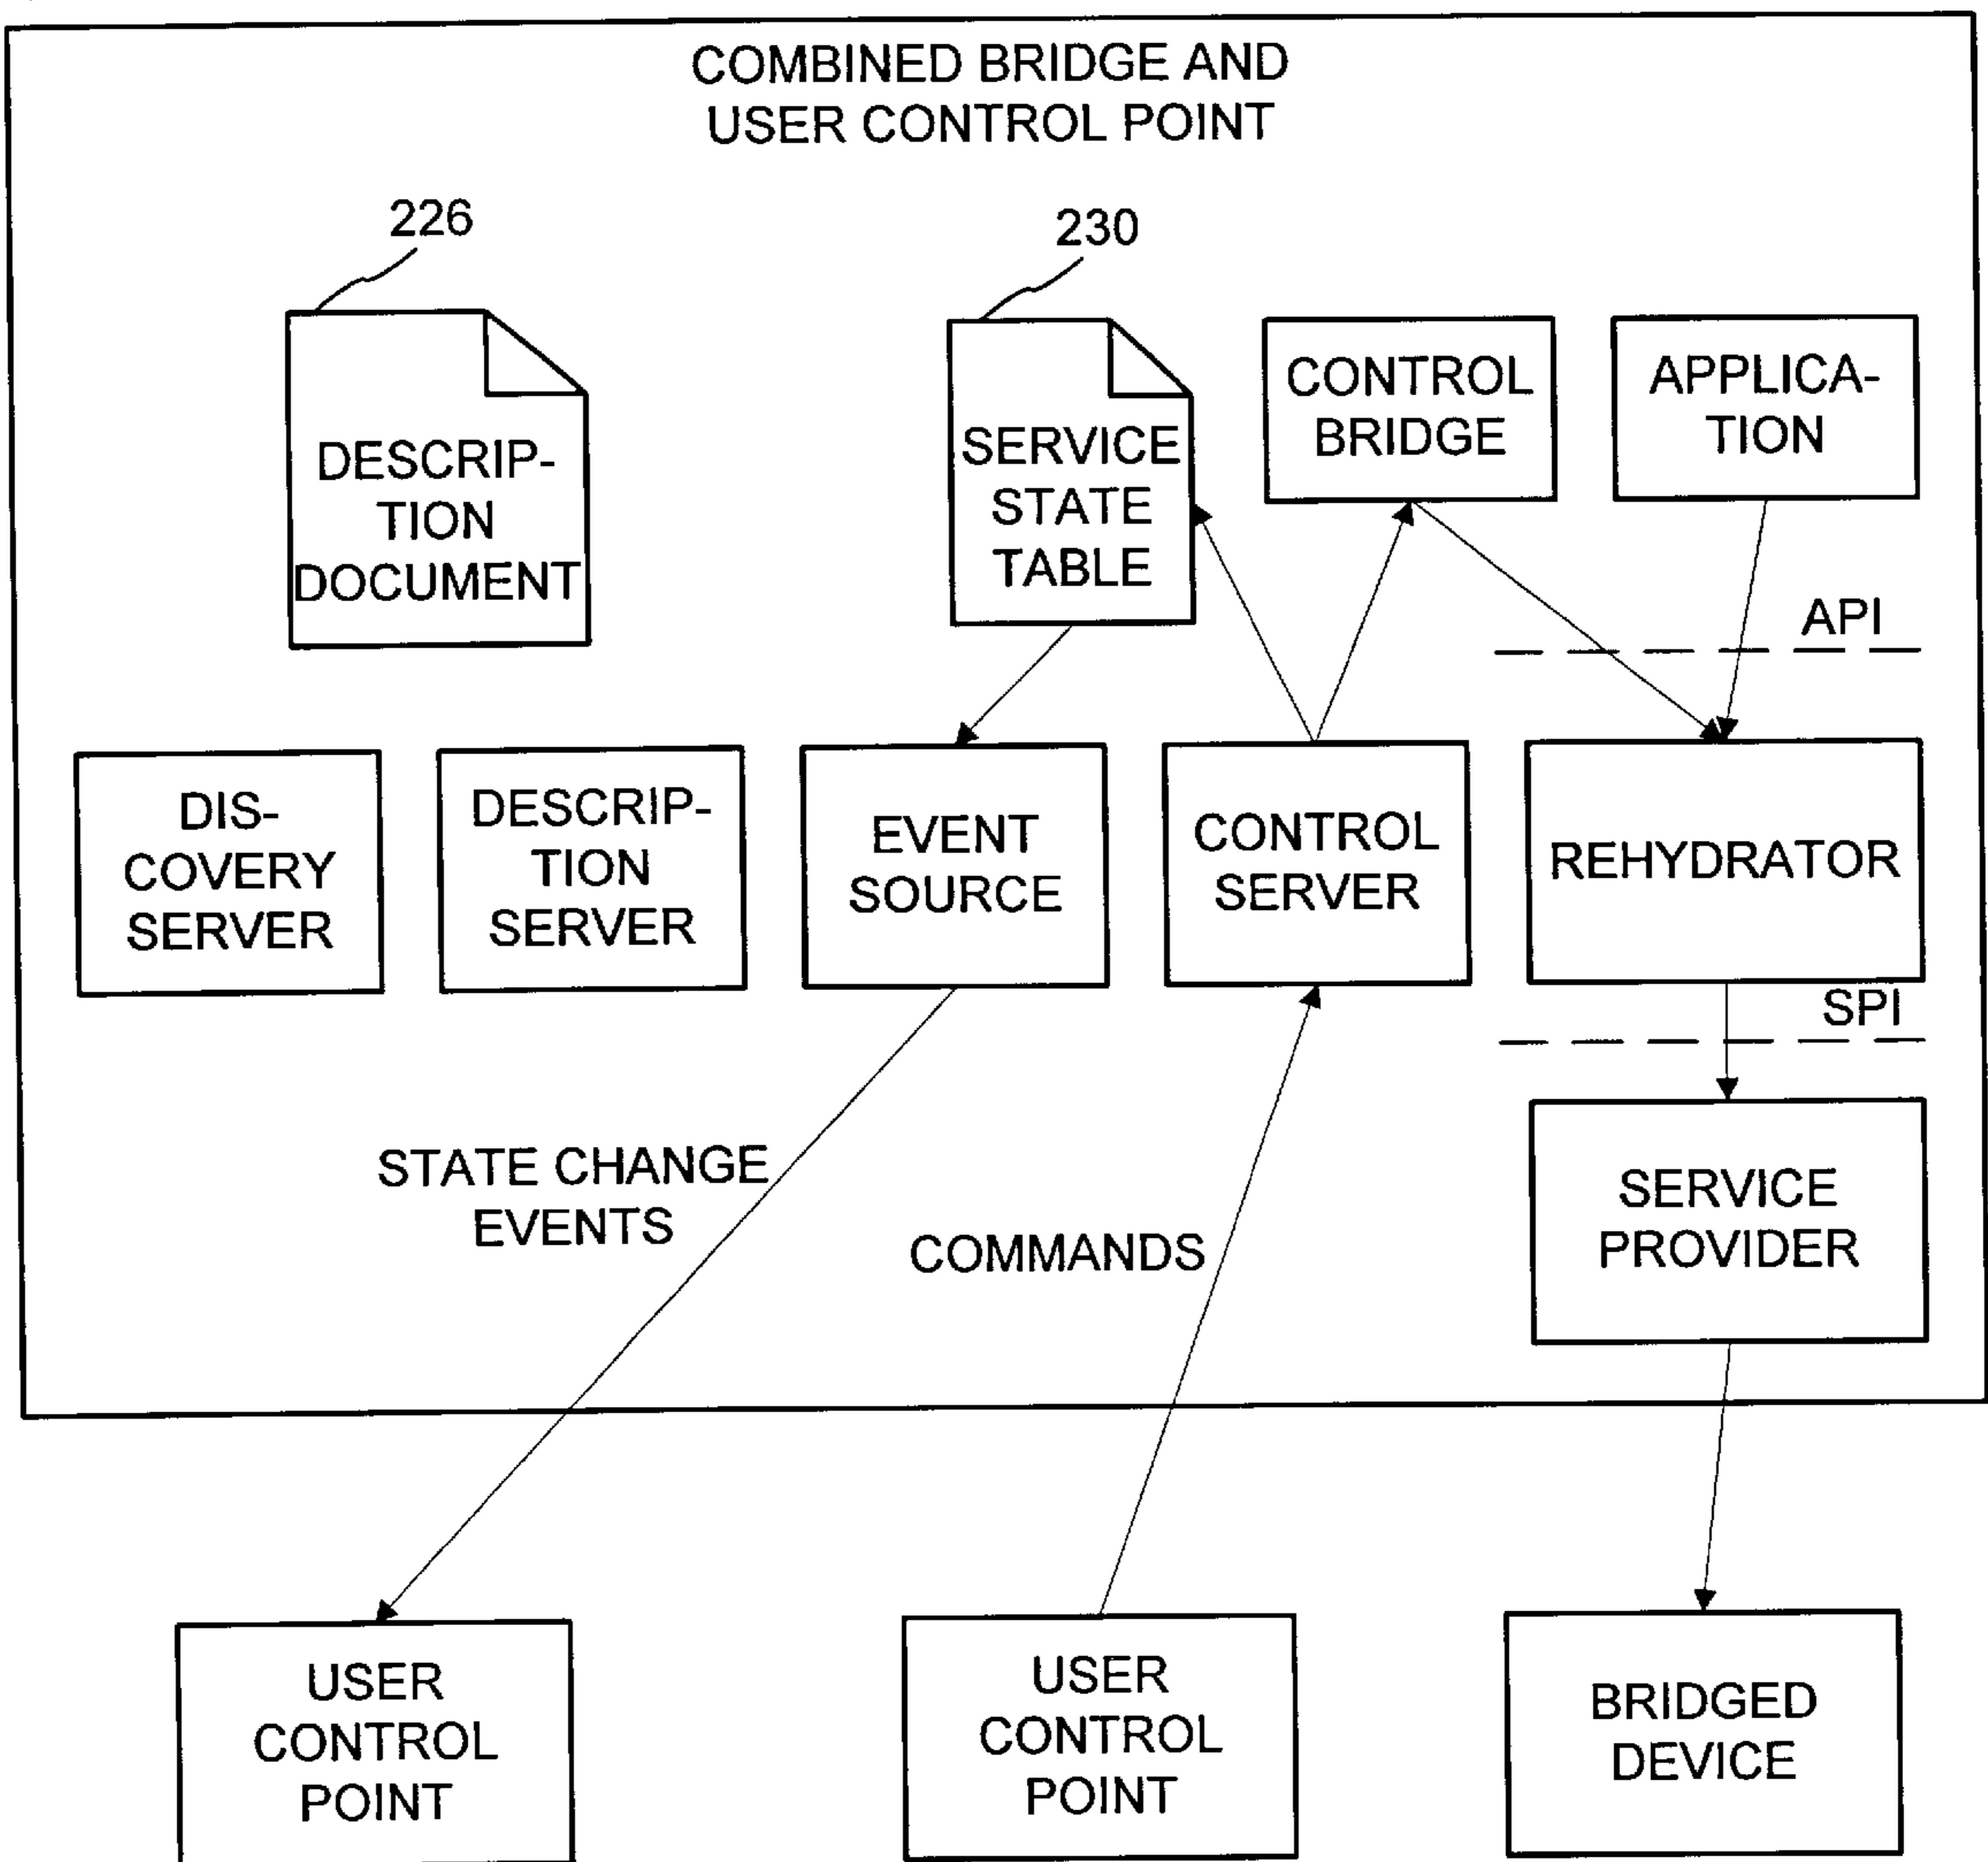 COMBINED BRIDGE AND
USER CONTROL POINT
226
230
DESCRIP-
TION
DOCUMENT
SERVICE
STATE
TABLE
CONTROL
BRIDGE
APPLICA-
TION
API
DIS-
COVERY
SERVER
DESCRIP-
TION
SERVER
EVENT
SOURCE
CONTROL
SERVER
REHYDRATOR
SPI
STATE CHANGE
EVENTS
COMMANDS
SERVICE
PROVIDER
USER
CONTROL
POINT
USER
CONTROL
POINT
BRIDGED
DEVICE